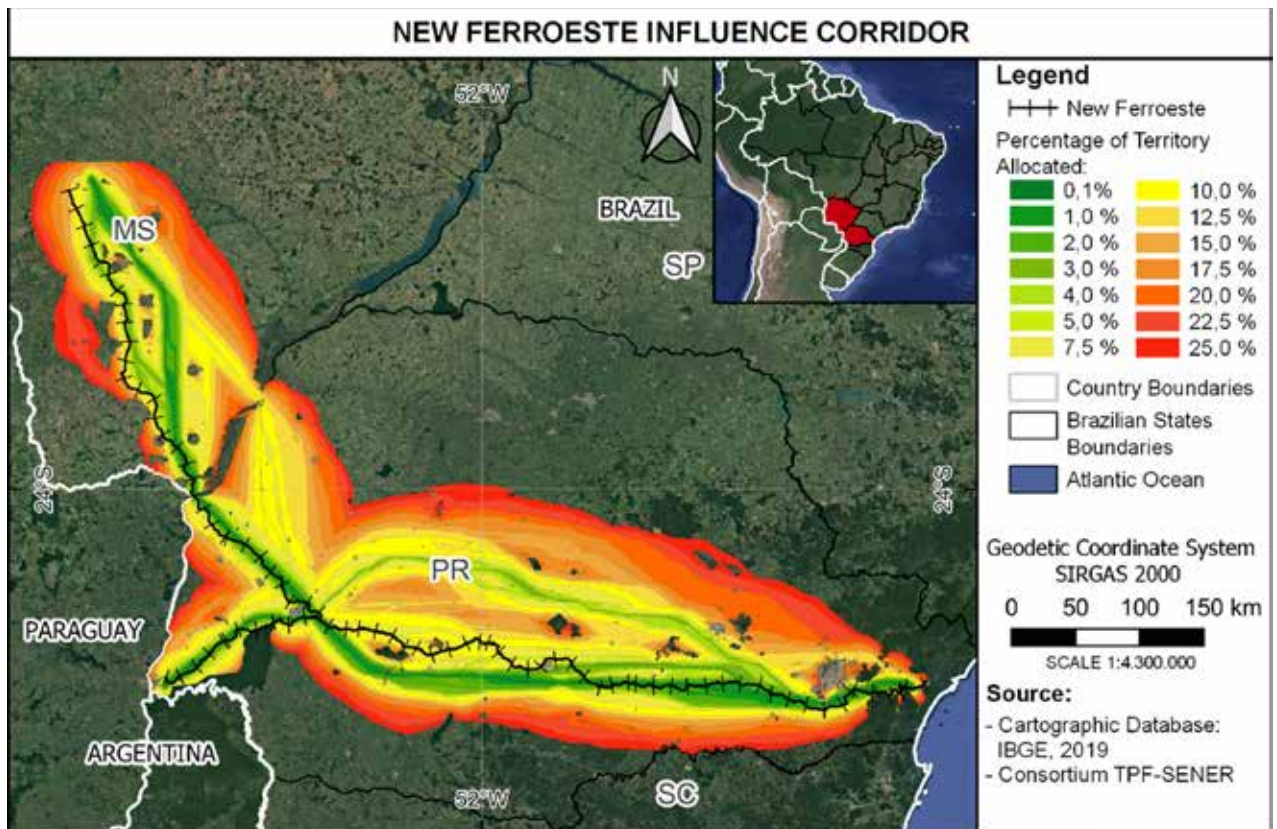 NEW FERROESTE INFLUENCE CORRIDOR
52°W
N
MS
BRAZIL
SP
24°S
24°S
PR
PARAGUAY
ARGENTINA
52°W
SC
Legend
New Ferroeste
Percentage of Territory
Allocated:
0,1% 10,0 %
1,0 % 12,5 %
2,0 % 15,0 %
3,0 % 17,5 %
4,0 % 20,0 %
5,0 % 22,5 %
7,5 % 25,0 %
Country Boundaries
Brazilian States
Boundaries
Atlantic Ocean
Geodetic Coordinate System
SIRGAS 2000
0 50 100 150 km
SCALE 1:4.300.000
Source:
- Cartographic Database:
IBGE, 2019
- Consortium TPF-SENER